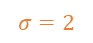 σ = 2